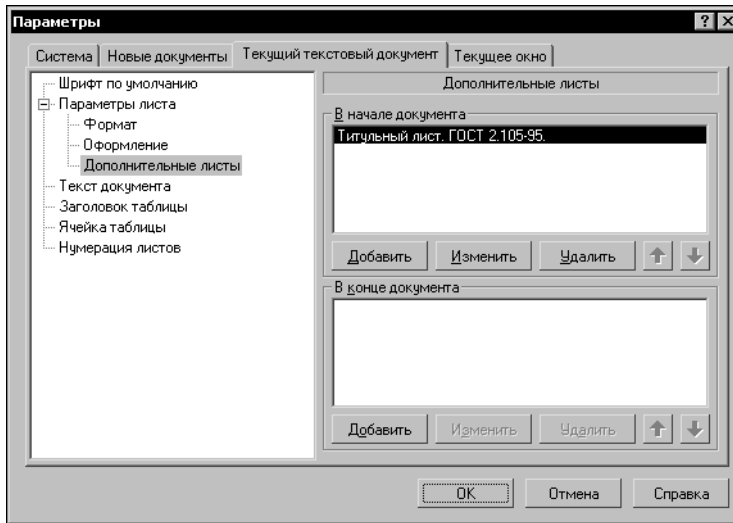 Параметры
Система Новые документы Текущий текстовый документ Текущее окно
Шрифт по умолчанию
Параметры листа
Формат
Оформление
Дополнительные листы
Текст документа
Заголовок таблицы
Ячейка таблицы
Нумерация листов
Дополнительные листы
В начале документа
Титульный лист. ГОСТ 2.105-95.
Добавить Изменить Удалить
В конце документа
Добавить Изменить Удалить
OK Отмена Справка